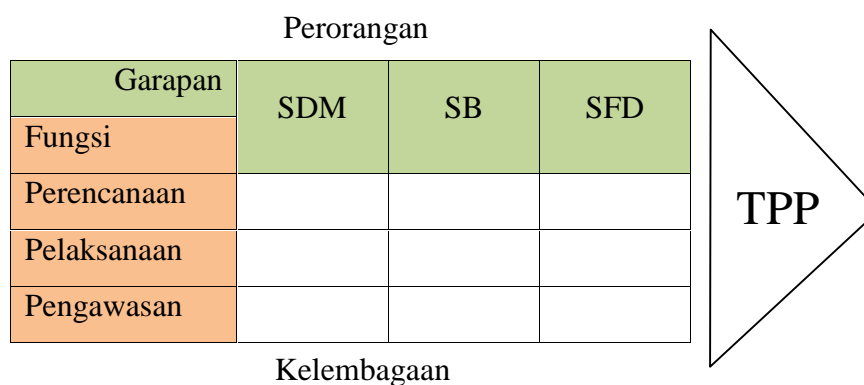 Perorangan
Garapan
SDM SB SFD
Fungsi
Perencanaan
TPP
Pelaksanaan
Pengawasan
Kelembagaan